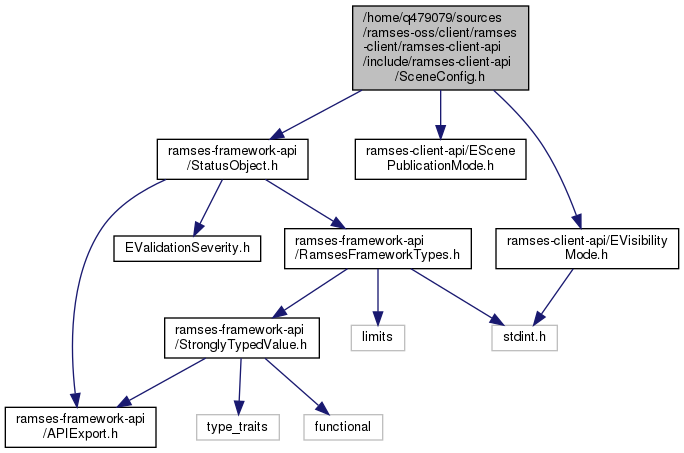 /home/q479079/sources
/ramses-oss/client/ramses
-client/ramses-client-api
/include/ramses-client-api
/SceneConfig.h
ramses-framework-api
/StatusObject.h
ramses-client-api/EScene
PublicationMode.h
EValidationSeverity.h
ramses-framework-api
/RamsesFrameworkTypes.h
ramses-client-api/EVisibility
Mode.h
ramses-framework-api
/StronglyTypedValue.h
limits
stdint.h
ramses-framework-api
/APIExport.h
type_traits
functional